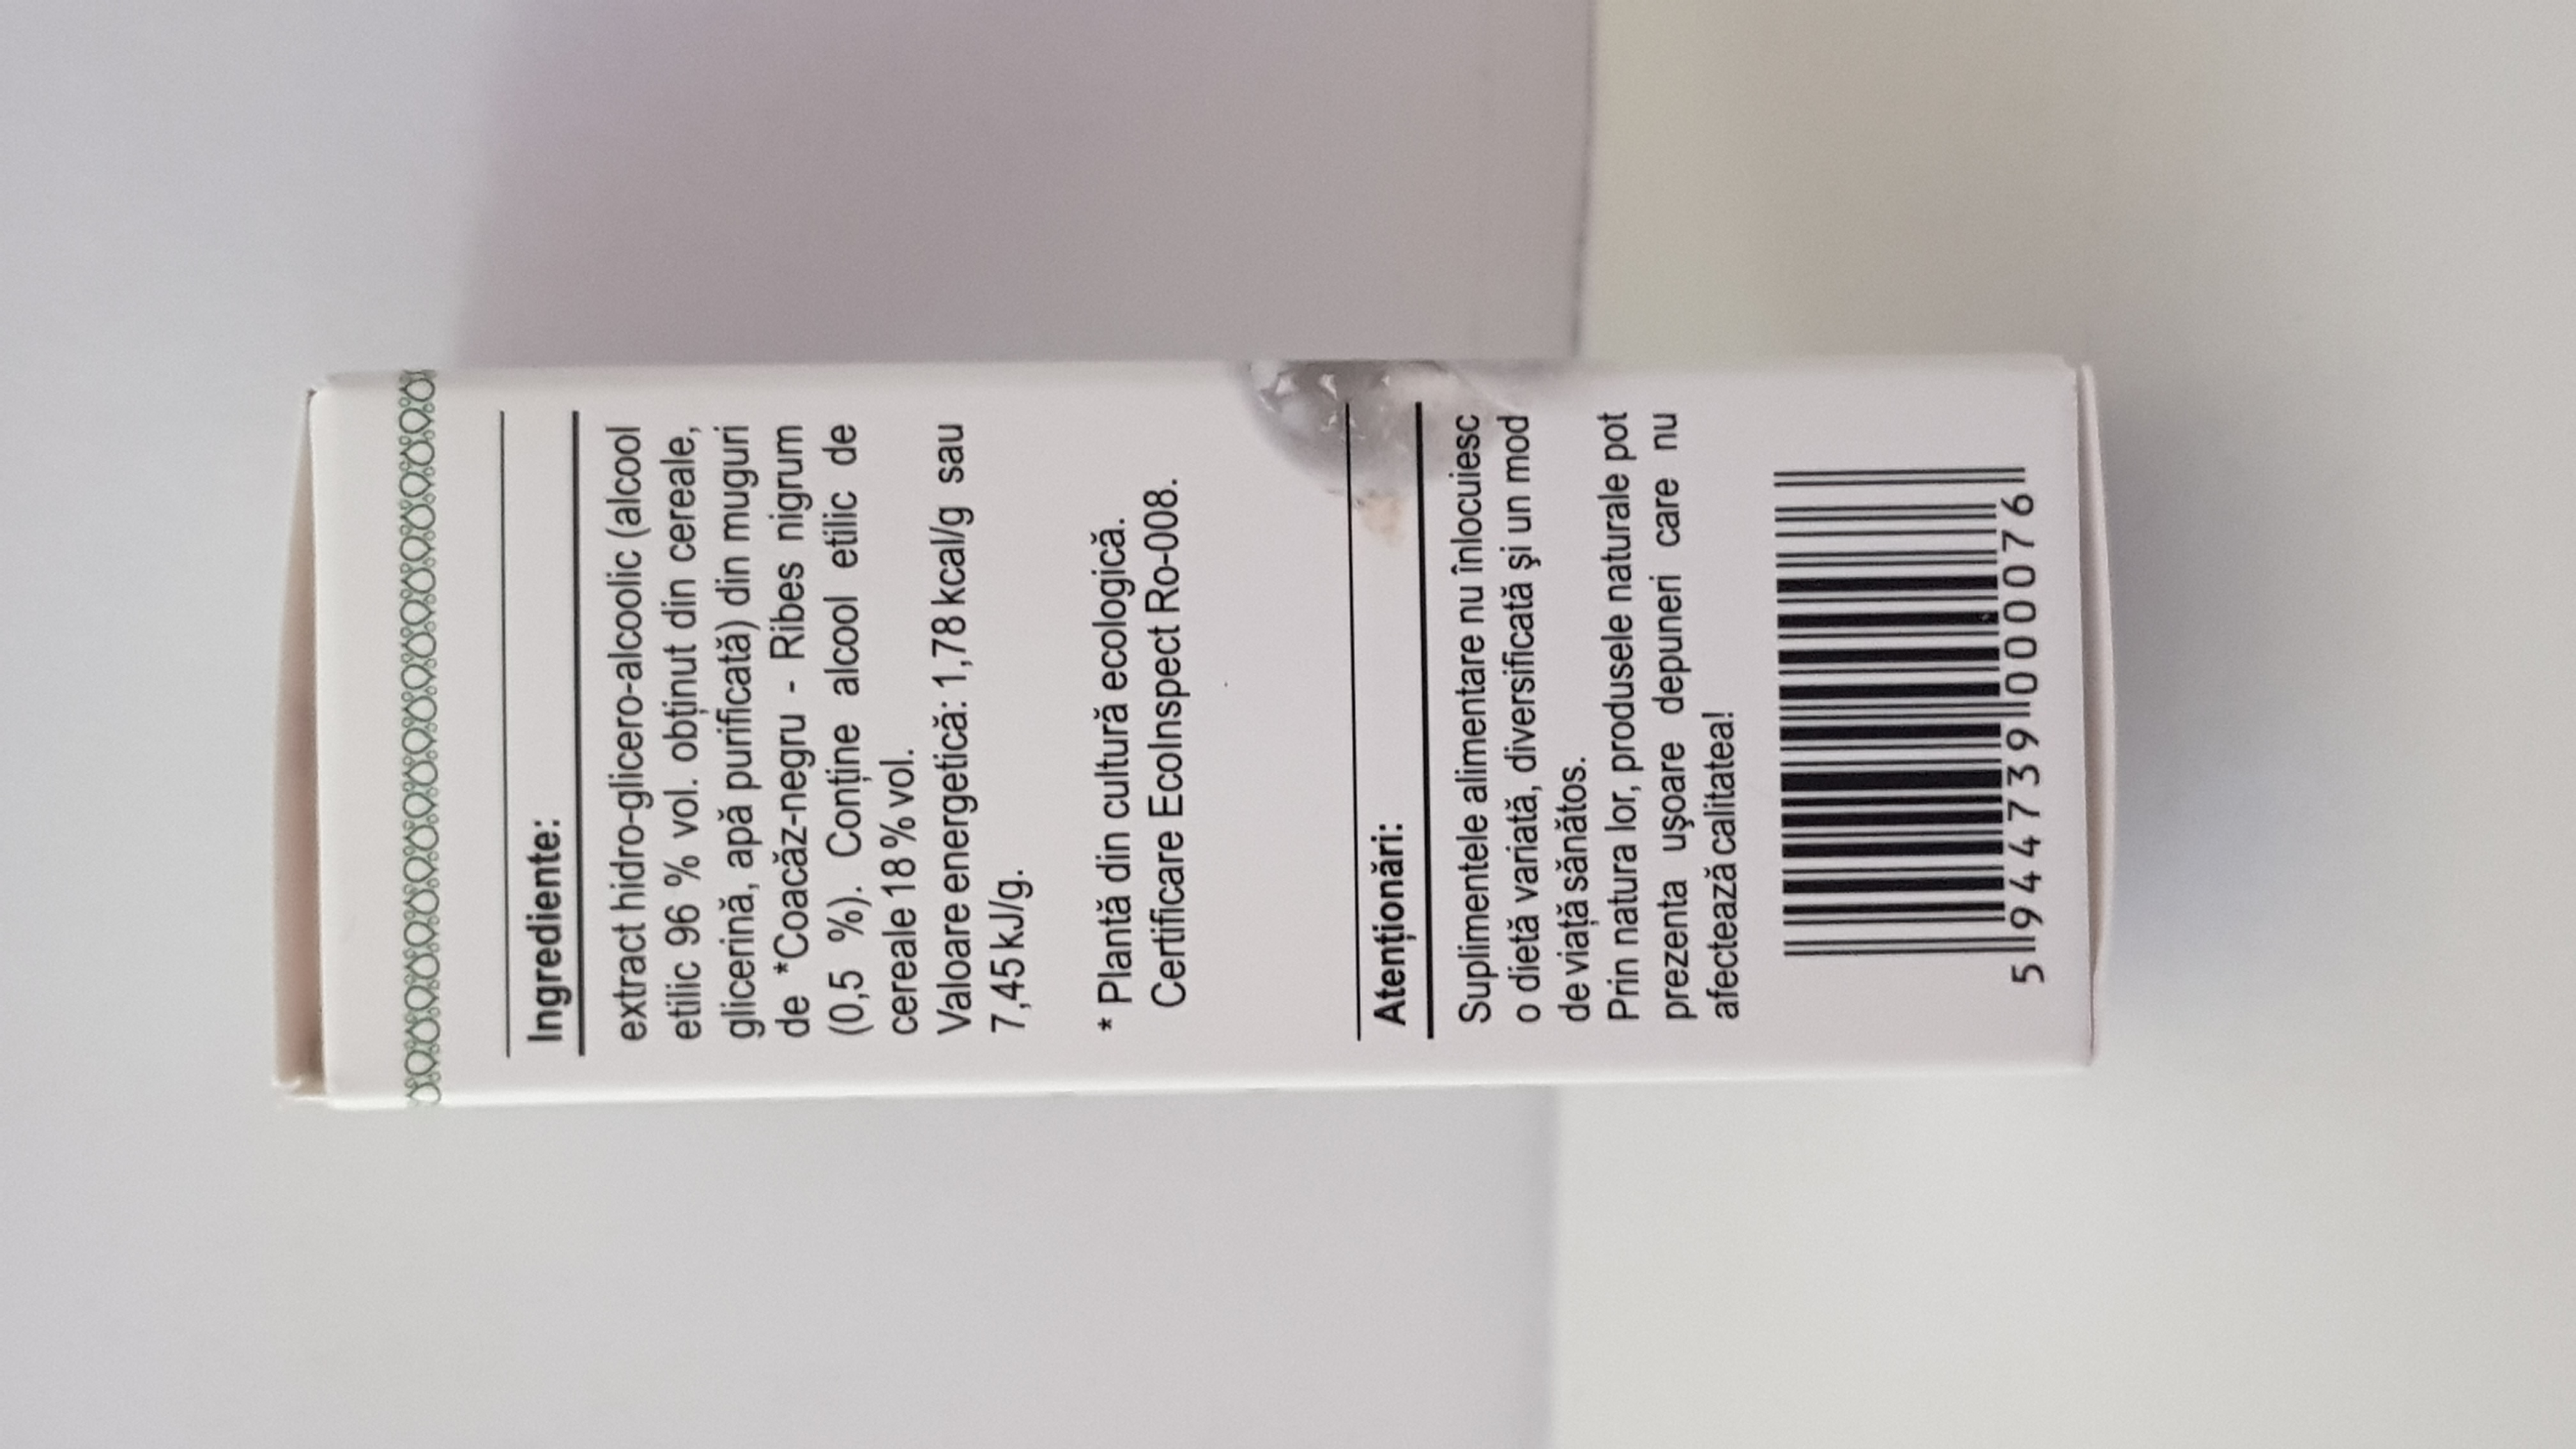 Ingrediente:
extract hidro-glicero-alcoolic (alcool
etilic 96 % vol. obținut din cereale,
glicerină, apă purificată) din muguri
de *Coacăz-negru - Ribes nigrum
(0,5 %). Conține alcool etilic de
cereale 18 % vol.
Valoare energetică: 1,78 kcal/g sau
7,45 kJ/g.
* Plantă din cultură ecologică.
Certificare EcoInspect Ro-008.
Atenționări:
Suplimentele alimentare nu înlocuiesc
o dietă variată, diversificată și un mod
de viață sănătos.
Prin natura lor, produsele naturale pot
prezenta ușoare depuneri care nu
afectează calitatea!
5 944739 000076